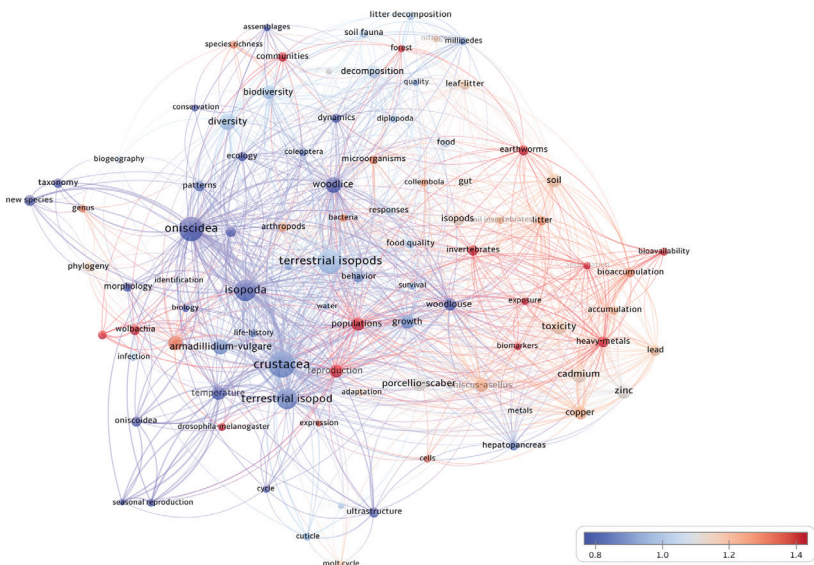 litter decomposition
assemblages
soil fauna
species richness
millipedes
forest
communities
decomposition
quality
leaf-litter
biodiversity
conservation
dynamics
diplopoda
diversity
food
earthworms
coleoptera
ecology
microorganisms
biogeography
taxonomy
patterns
woodlice
collembola
gut
soil
new species
genus
responses
bacteria
isopods
soil invertebrates
litter
oniscidea
arthropods
food quality
invertebrates
bioavailability
terrestrial isopods
phylogeny
identification
behavior
bioaccumulation
morphology
isopoda
survival
biology
water
woodlouse
exposure
accumulation
wolbachia
life-history
populations
growth
toxicity
infection
armadillidium-vulgare
biomarkers
heavy-metals
lead
crustacea
reproduction
cadmium
temperature
terrestrial isopod
adaptation
porcellio-scaber
oniscus-asellus
zinc
metals
copper
oniscoidea
drosophila-melanogaster
expression
hepatopancreas
cells
seasonal reproduction
cycle
ultrastructure
cuticle
molt cycle
0.8 1.0 1.2 1.4